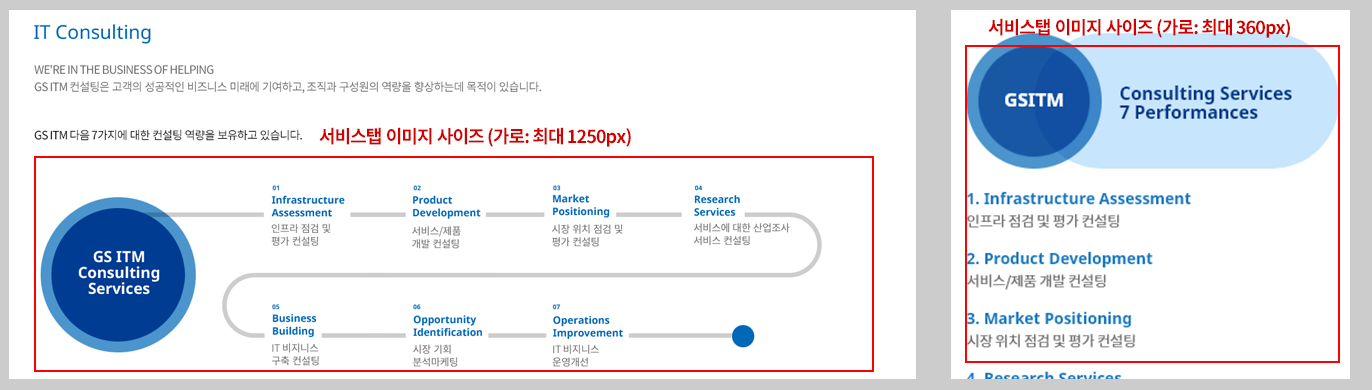 IT Consulting
WE'RE IN THE BUSINESS OF HELPING
GS ITM 컨설팅은 고객의 성공적인 비즈니스 미래에 기여하고, 조직과 구성원의 역량을 향상하는데 목적이 있습니다.
GS ITM 다음 7가지에 대한 컨설팅 역량을 보유하고 있습니다.
서비스탭 이미지 사이즈 (가로: 최대 1250px)
GS ITM
Consulting
Services
01
Infrastructure
Assessment
인프라 점검 및
평가 컨설팅
02
Product
Development
서비스/제품
개발 컨설팅
03
Market
Positioning
시장 위치 점검 및
평가 컨설팅
04
Research
Services
서비스에 대한 산업조사
서비스 컨설팅
05
Business
Building
IT 비지니스
구축 컨설팅
06
Opportunity
Identification
시장 기회
분석마케팅
07
Operations
Improvement
IT 비지니스
운영개선
서비스탭 이미지 사이즈 (가로: 최대 360px)
GSITM
Consulting Services
7 Performances
1. Infrastructure Assessment
인프라 점검 및 평가 컨설팅
2. Product Development
서비스/제품 개발 컨설팅
3. Market Positioning
시장 위치 점검 및 평가 컨설팅
4. Research Services